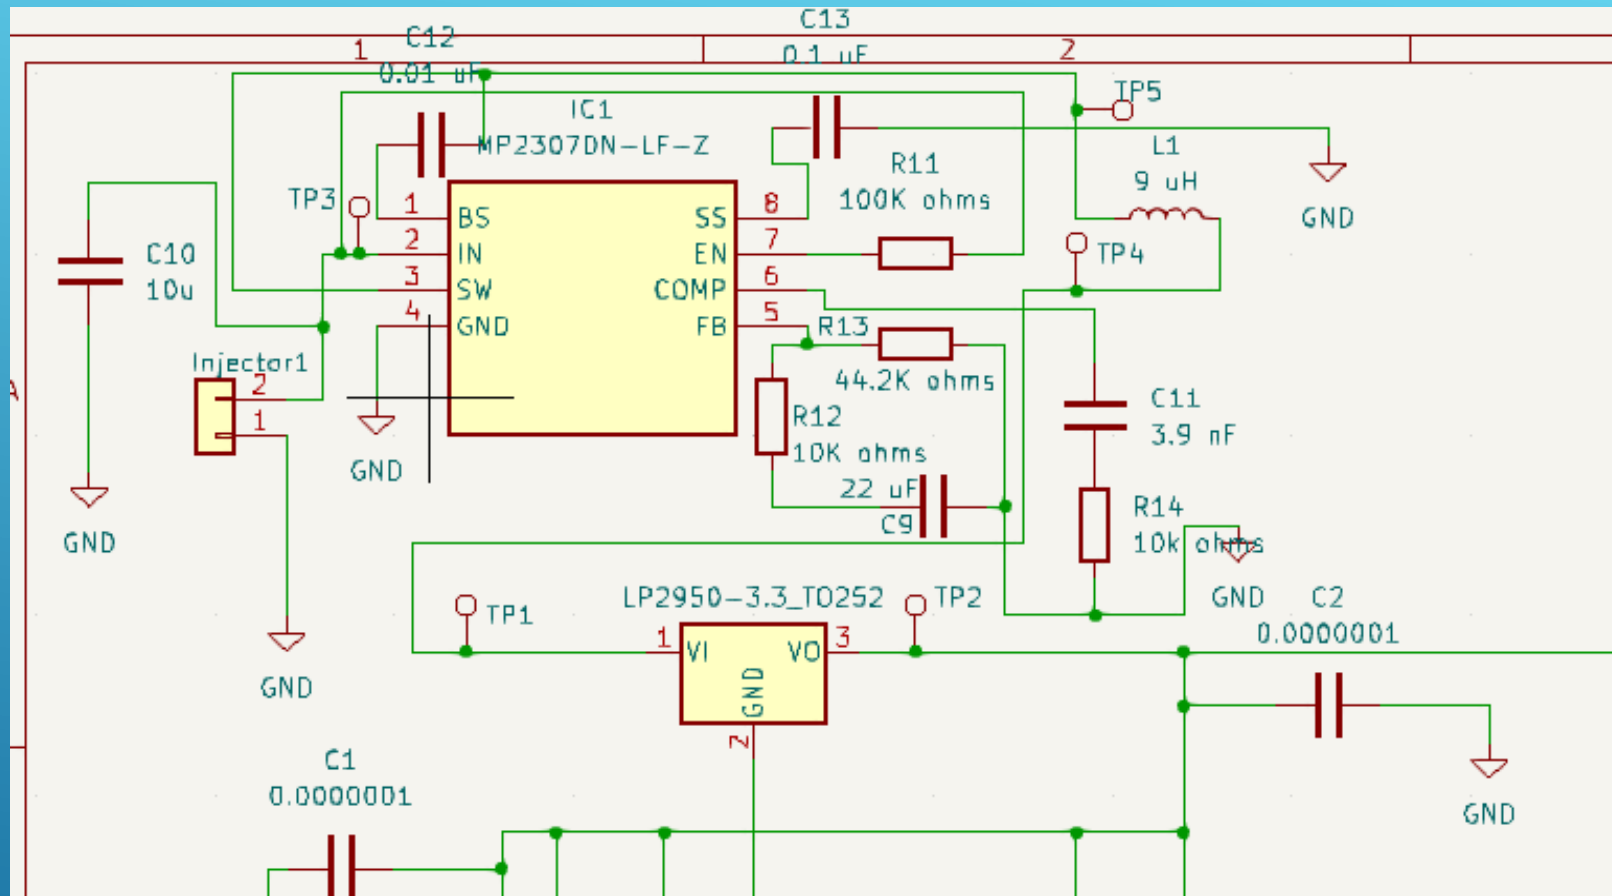 C13
C12
1
2
0.1 uF
0.01 uF
TP5
IC1
MP2307DN-LF-Z
L1
R11
9 uH
100K ohms
TP3
1
BS
SS
8
GND
2
IN
EN
7
TP4
C10
10u
3
SW
COMP
6
4
GND
FB
5
R13
Injector1
2
44.2K ohms
A
1
R12
C11
10K ohms
3.9 nF
GND
22 uF
C9
R14
10k ohms
GND
LP2950-3.3_TO252
TP2
GND
C2
TP1
0.0000001
1
VI
VO
3
GND
GND
2
C1
0.0000001
GND